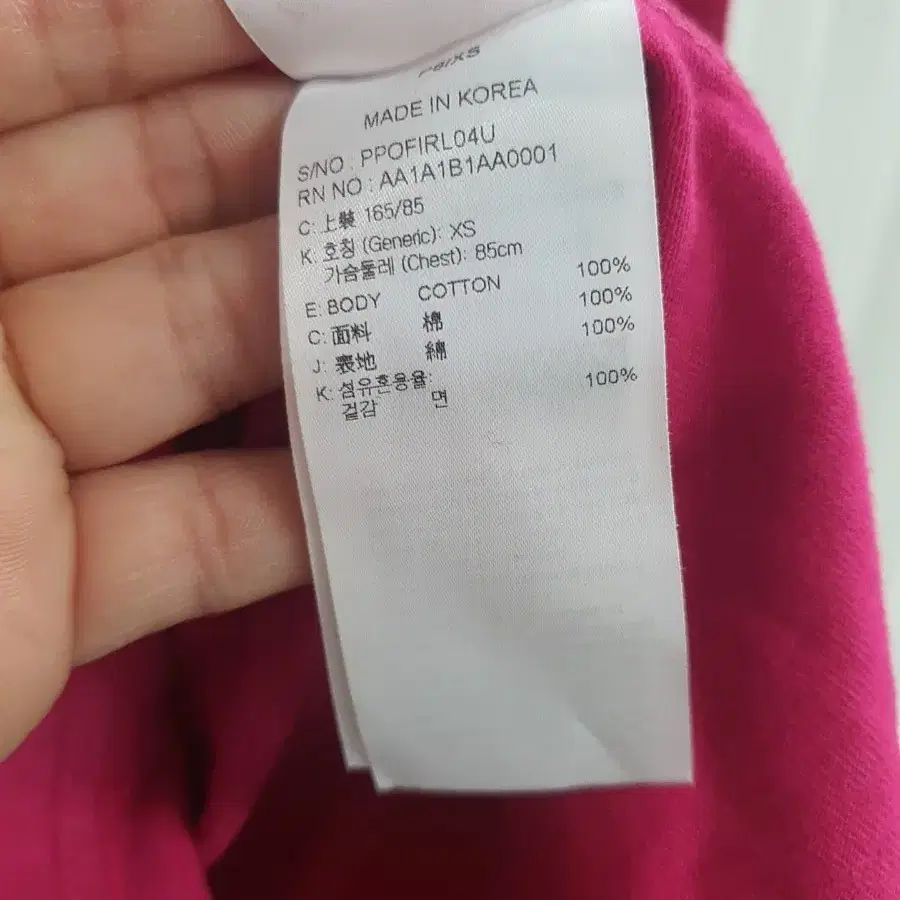 MADE IN KOREA
S/NO : PPOFIRL04U
RN NO : AA1A1B1AA0001
C: 上裝 165/85
K: 호칭 (Generic): XS
가슴둘레 (Chest): 85cm
E: BODY COTTON 100%
C: 面料 棉 100%
J: 表地 綿 100%
K: 섬유혼용율:
겉감 면 100%